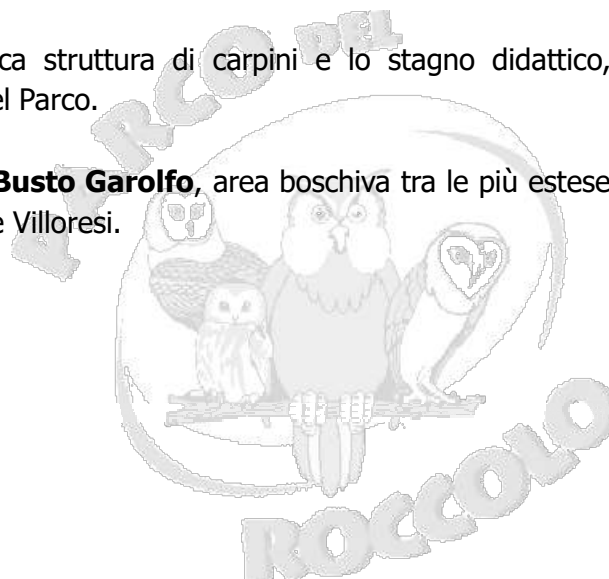 ca struttura di carpini e lo stagno didattico,
el Parco.
Busto Garolfo, area boschiva tra le più estese
e Villoresi.
PARCO DEL
ROCCOLO